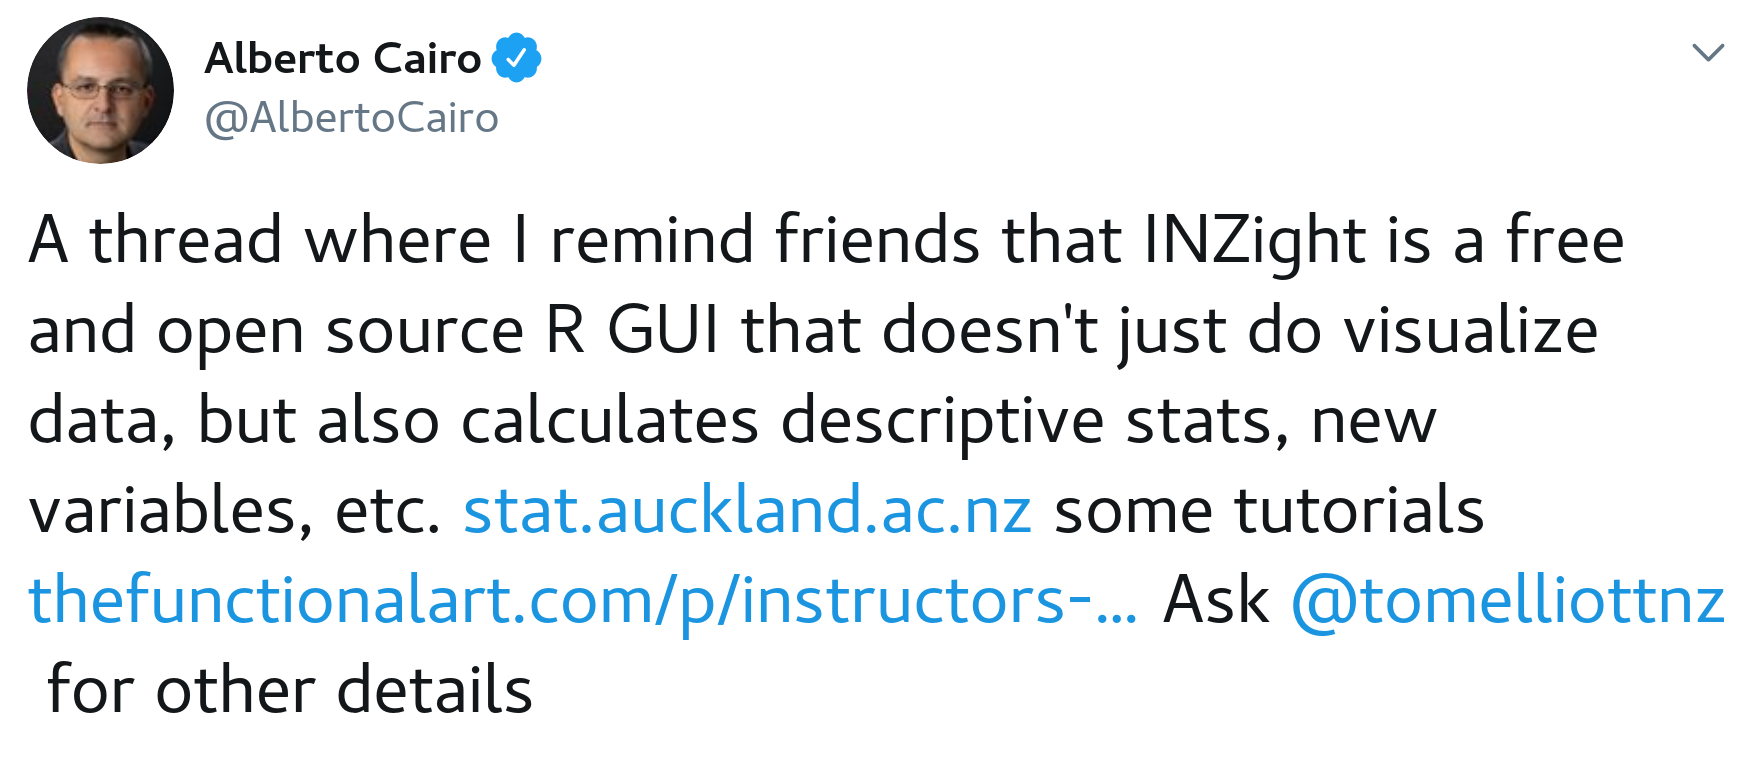 Alberto Cairo
@AlbertoCairo
A thread where I remind friends that INZight is a free
and open source R GUI that doesn't just do visualize
data, but also calculates descriptive stats, new
variables, etc. stat.auckland.ac.nz some tutorials
thefunctionalart.com/p/instructors-… Ask @tomelliottnz
for other details